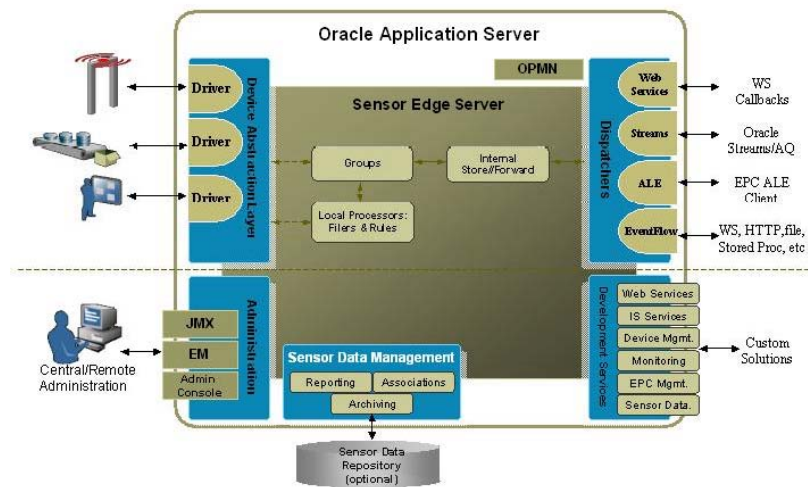 Oracle Application Server
OPMN
Sensor Edge Server
Device Abstraction Layer
Driver
Driver
Driver
Groups
Internal
Store//Forward
Local Processors:
Filers & Rules
Dispatchers
Web
Services
Streams
ALE
EventFlow
WS
Callbacks
Oracle
Streams/AQ
EPC ALE
Client
WS, HTTP,file,
Stored Proc, etc
Central/Remote
Administration
JMX
EM
Admin
Console
Administration
Sensor Data Management
Reporting
Associations
Archiving
Sensor Data
Repository
(optional)
Development Services
Web Services
IS Services
Device Mgmt.
Monitoring
EPC Mgmt.
Sensor Data.
Custom
Solutions